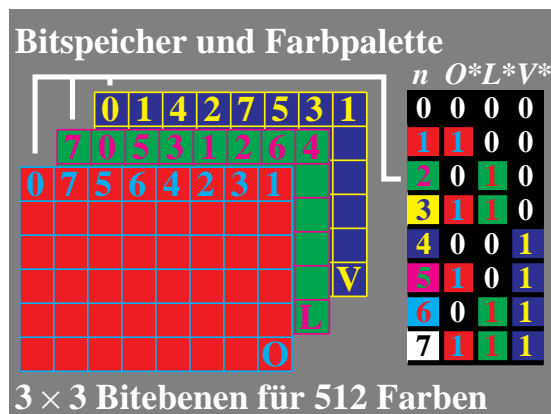 Bitspeicher und Farbpalette
n O*L*V*
0 1 4 2 7 5 3 1
7 0 5 3 1 2 6 4
0 7 5 6 4 2 3 1
V
L
O
0 0 0 0
1 1 0 0
2 0 1 0
3 1 1 0
4 0 0 1
5 1 0 1
6 0 1 1
7 1 1 1
3 × 3 Bitebenen für 512 Farben